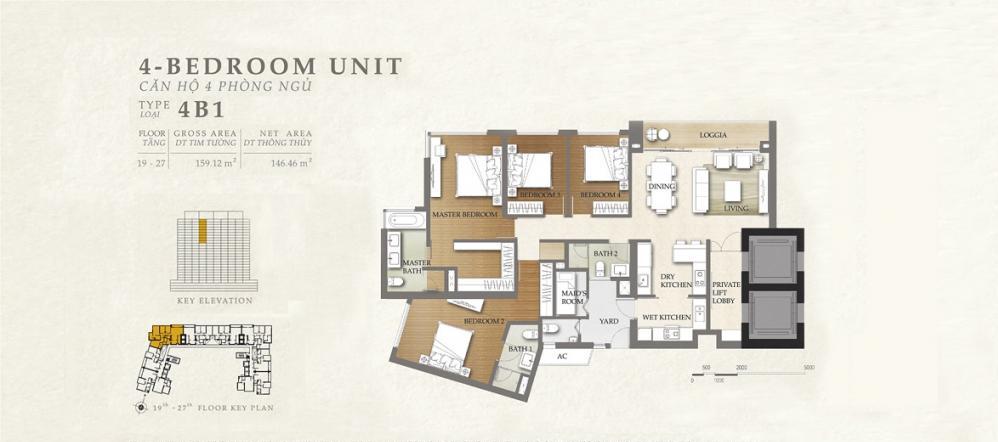 4-BEDROOM UNIT
CĂN HỘ 4 PHÒNG NGỦ
TYPE
LOẠI
4B1
FLOOR
TẦNG
GROSS AREA
DT TIM TƯỜNG
NET AREA
DT THÔNG THỦY
19 - 27
159.12 m²
146.46 m²
KEY ELEVATION
19th -27th FLOOR KEY PLAN
LOGGIA
BEDROOM 3
BEDROOM 4
DINING
LIVING
MASTER BEDROOM
MASTER
BATH
BATH 2
DRY
KITCHEN
PRIVATE
LIFT
LOBBY
MAID'S
ROOM
YARD
WET KITCHEN
BEDROOM 2
BATH 1
AC
0
500
1000
2000
5000